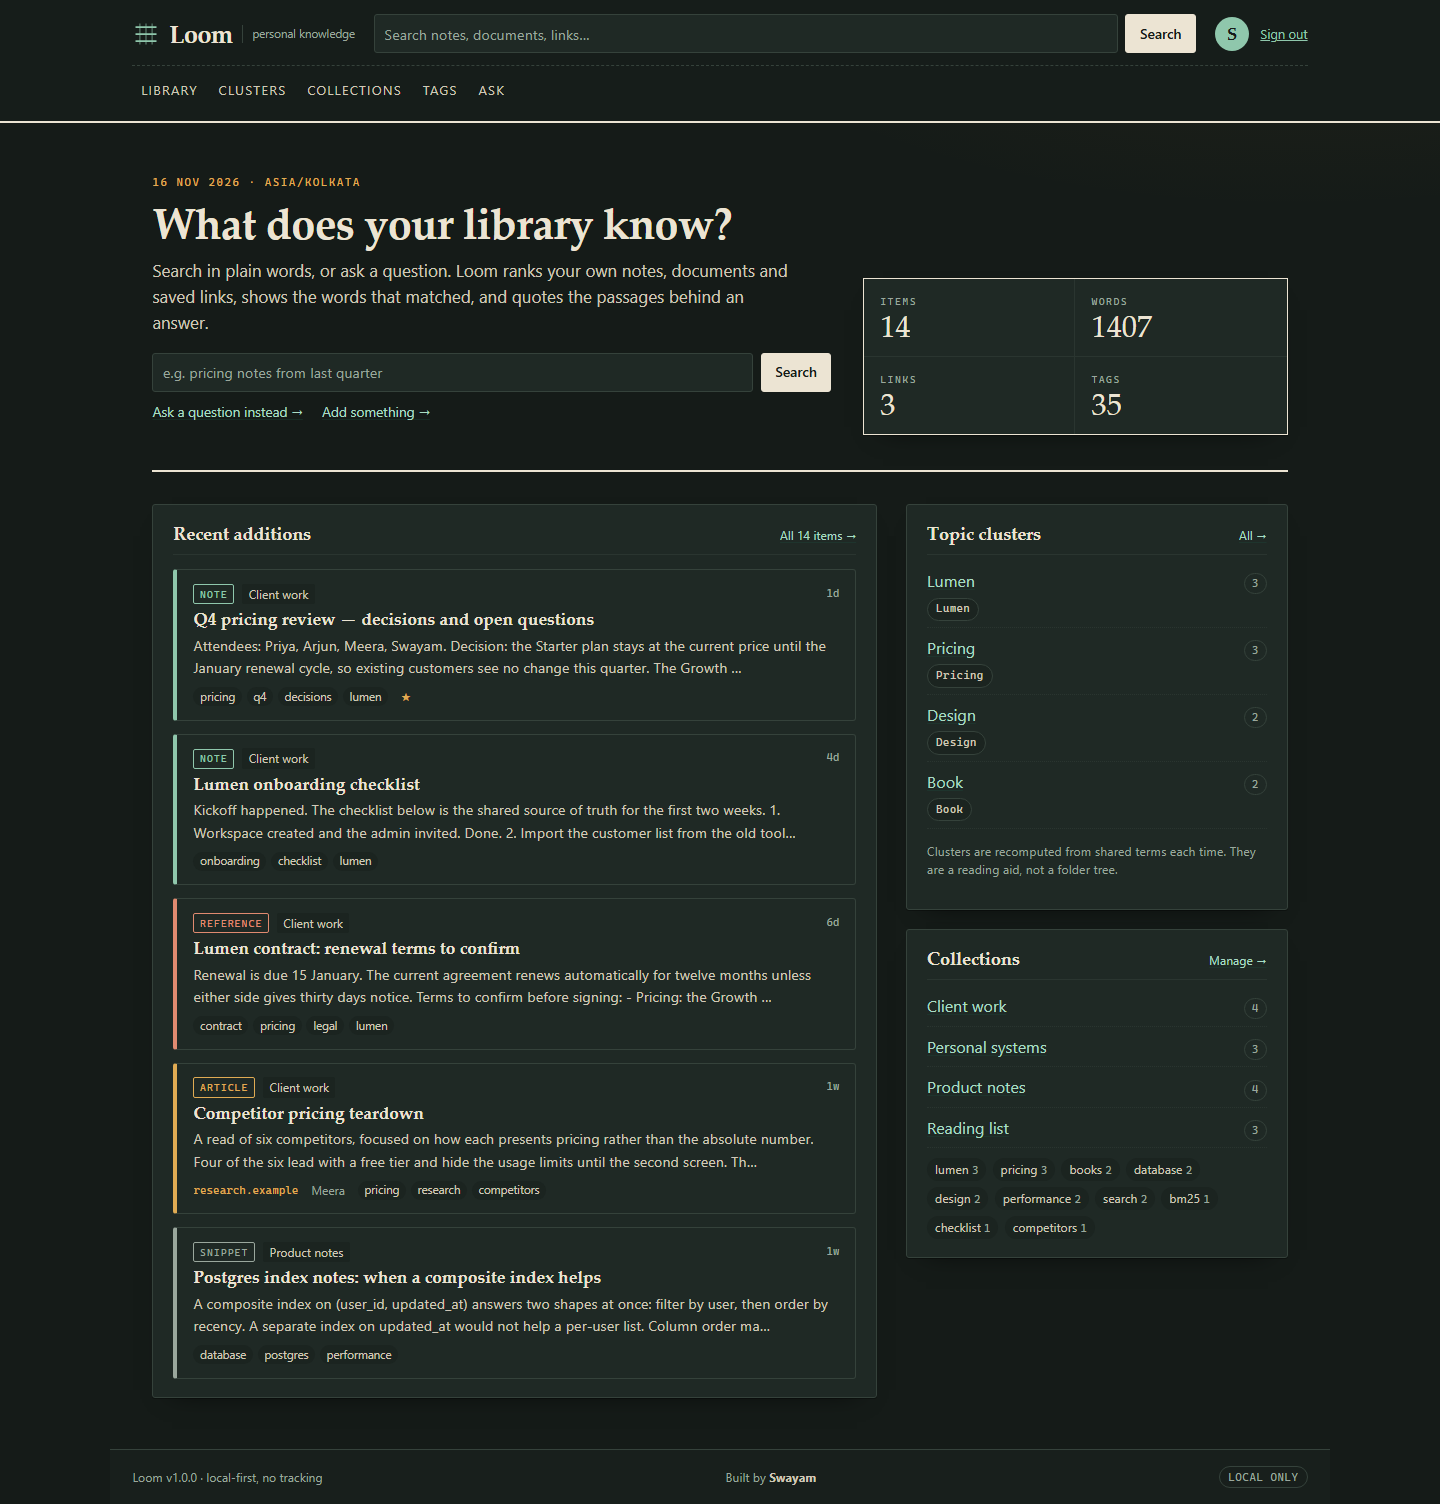 Loom
personal knowledge
Search notes, documents, links...
Search
S
Sign out
LIBRARY
CLUSTERS
COLLECTIONS
TAGS
ASK
16 NOV 2026 · ASIA/KOLKATA
What does your library know?
Search in plain words, or ask a question. Loom ranks your own notes, documents and
saved links, shows the words that matched, and quotes the passages behind an
answer.
e.g. pricing notes from last quarter
Search
Ask a question instead →
Add something →
ITEMS
14
WORDS
1407
LINKS
3
TAGS
35
Recent additions
All 14 items →
NOTE
Client work
1d
Q4 pricing review — decisions and open questions
Attendees: Priya, Arjun, Meera, Swayam. Decision: the Starter plan stays at the current price until the
January renewal cycle, so existing customers see no change this quarter. The Growth ...
pricing
q4
decisions
lumen
★
NOTE
Client work
4d
Lumen onboarding checklist
Kickoff happened. The checklist below is the shared source of truth for the first two weeks. 1.
Workspace created and the admin invited. Done. 2. Import the customer list from the old tool...
onboarding
checklist
lumen
REFERENCE
Client work
6d
Lumen contract: renewal terms to confirm
Renewal is due 15 January. The current agreement renews automatically for twelve months unless
either side gives thirty days notice. Terms to confirm before signing: - Pricing: the Growth ...
contract
pricing
legal
lumen
ARTICLE
Client work
1w
Competitor pricing teardown
A read of six competitors, focused on how each presents pricing rather than the absolute number.
Four of the six lead with a free tier and hide the usage limits until the second screen. Th...
research.example
Meera
pricing
research
competitors
SNIPPET
Product notes
1w
Postgres index notes: when a composite index helps
A composite index on (user_id, updated_at) answers two shapes at once: filter by user, then order by
recency. A separate index on updated_at would not help a per-user list. Column order ma...
database
postgres
performance
Topic clusters
All →
Lumen
3
Lumen
Pricing
3
Pricing
Design
2
Design
Book
2
Book
Clusters are recomputed from shared terms each time. They
are a reading aid, not a folder tree.
Collections
Manage →
Client work
4
Personal systems
3
Product notes
4
Reading list
3
lumen 3
pricing 3
books 2
database 2
design 2
performance 2
search 2
bm25 1
checklist 1
competitors 1
Loom v1.0.0 · local-first, no tracking
Built by Swayam
LOCAL ONLY